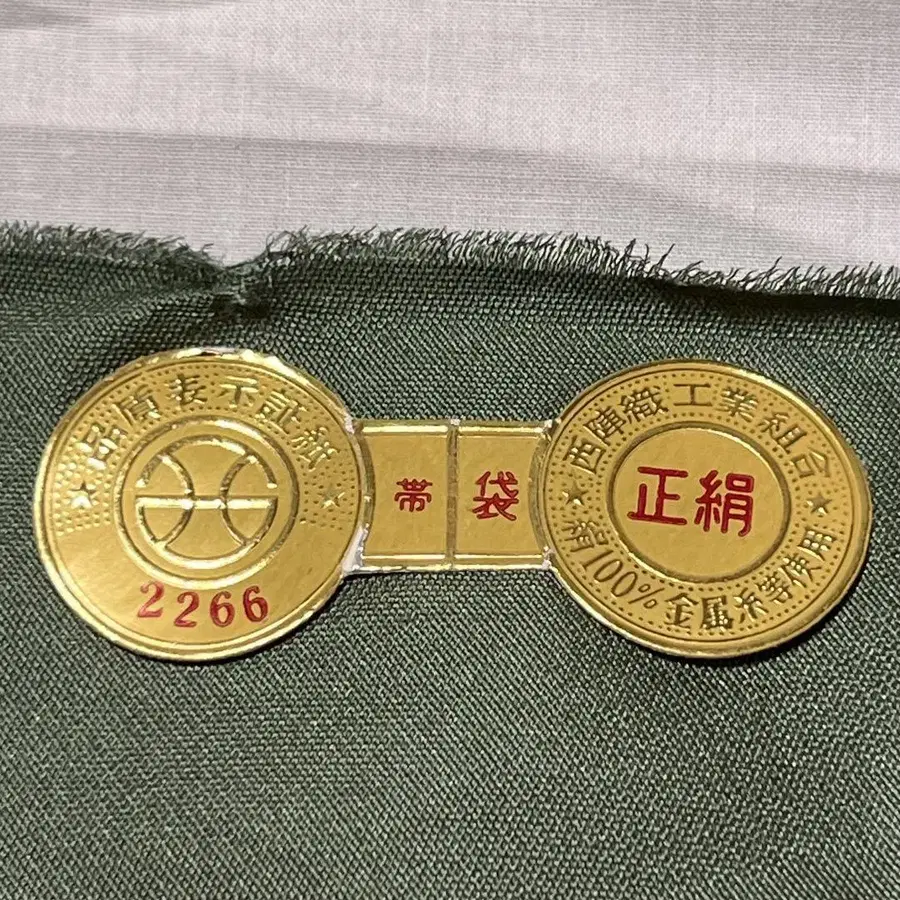 品質表示証紙
2266
帯袋
西陣織工業組合
正絹
絹100%金属糸等使用